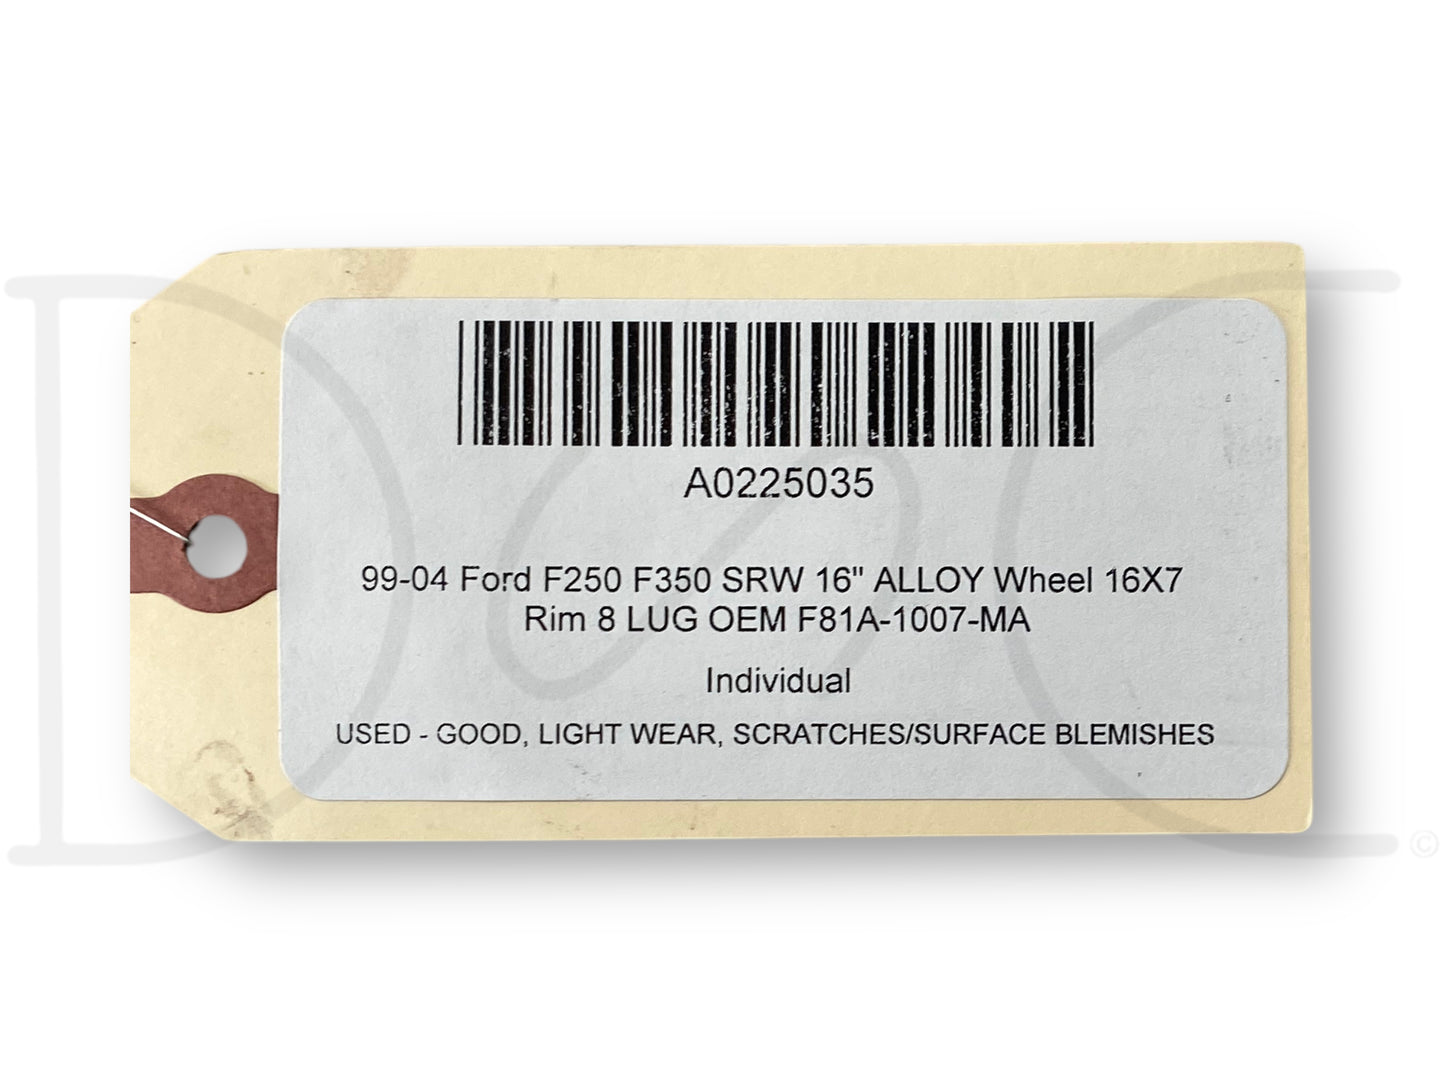 A0225035
99-04 Ford F250 F350 SRW 16" ALLOY Wheel 16X7
Rim 8 LUG OEM F81A-1007-MA
Individual
USED - GOOD, LIGHT WEAR, SCRATCHES/SURFACE BLEMISHES
©